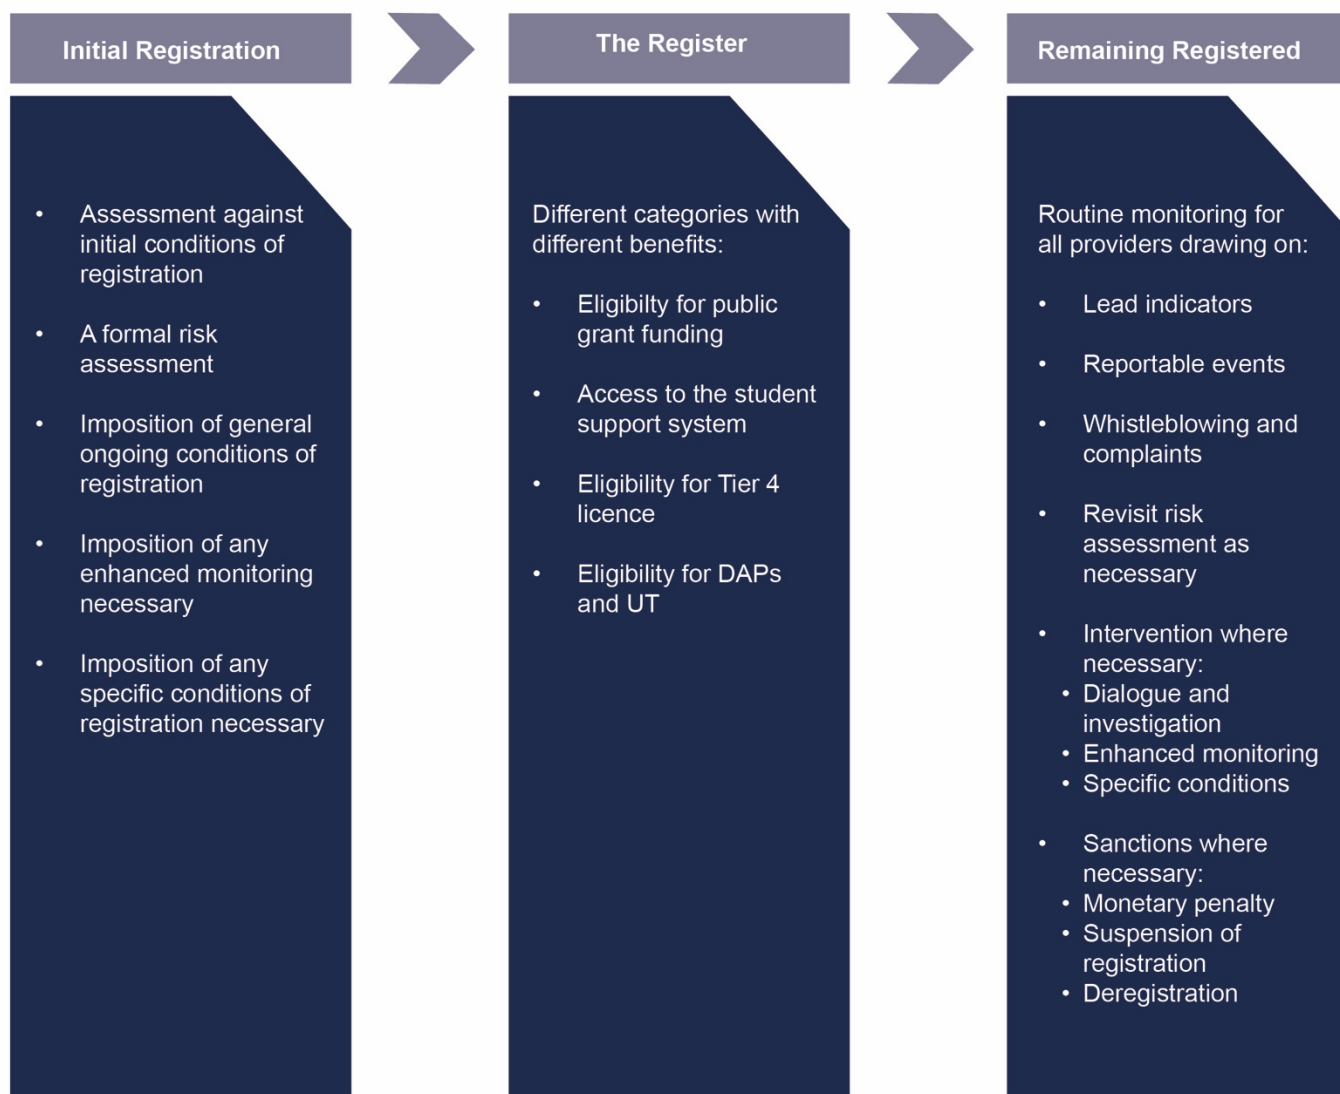 Initial Registration
• Assessment against
initial conditions of
registration
• A formal risk
assessment
• Imposition of general
ongoing conditions of
registration
• Imposition of any
enhanced monitoring
necessary
• Imposition of any
specific conditions of
registration necessary
The Register
Different categories with
different benefits:
• Eligibilty for public
grant funding
• Access to the student
support system
• Eligibility for Tier 4
licence
• Eligibility for DAPs
and UT
Remaining Registered
Routine monitoring for
all providers drawing on:
• Lead indicators
• Reportable events
• Whistleblowing and
complaints
• Revisit risk
assessment as
necessary
• Intervention where
necessary:
• Dialogue and
investigation
• Enhanced monitoring
• Specific conditions
• Sanctions where
necessary:
• Monetary penalty
• Suspension of
registration
• Deregistration